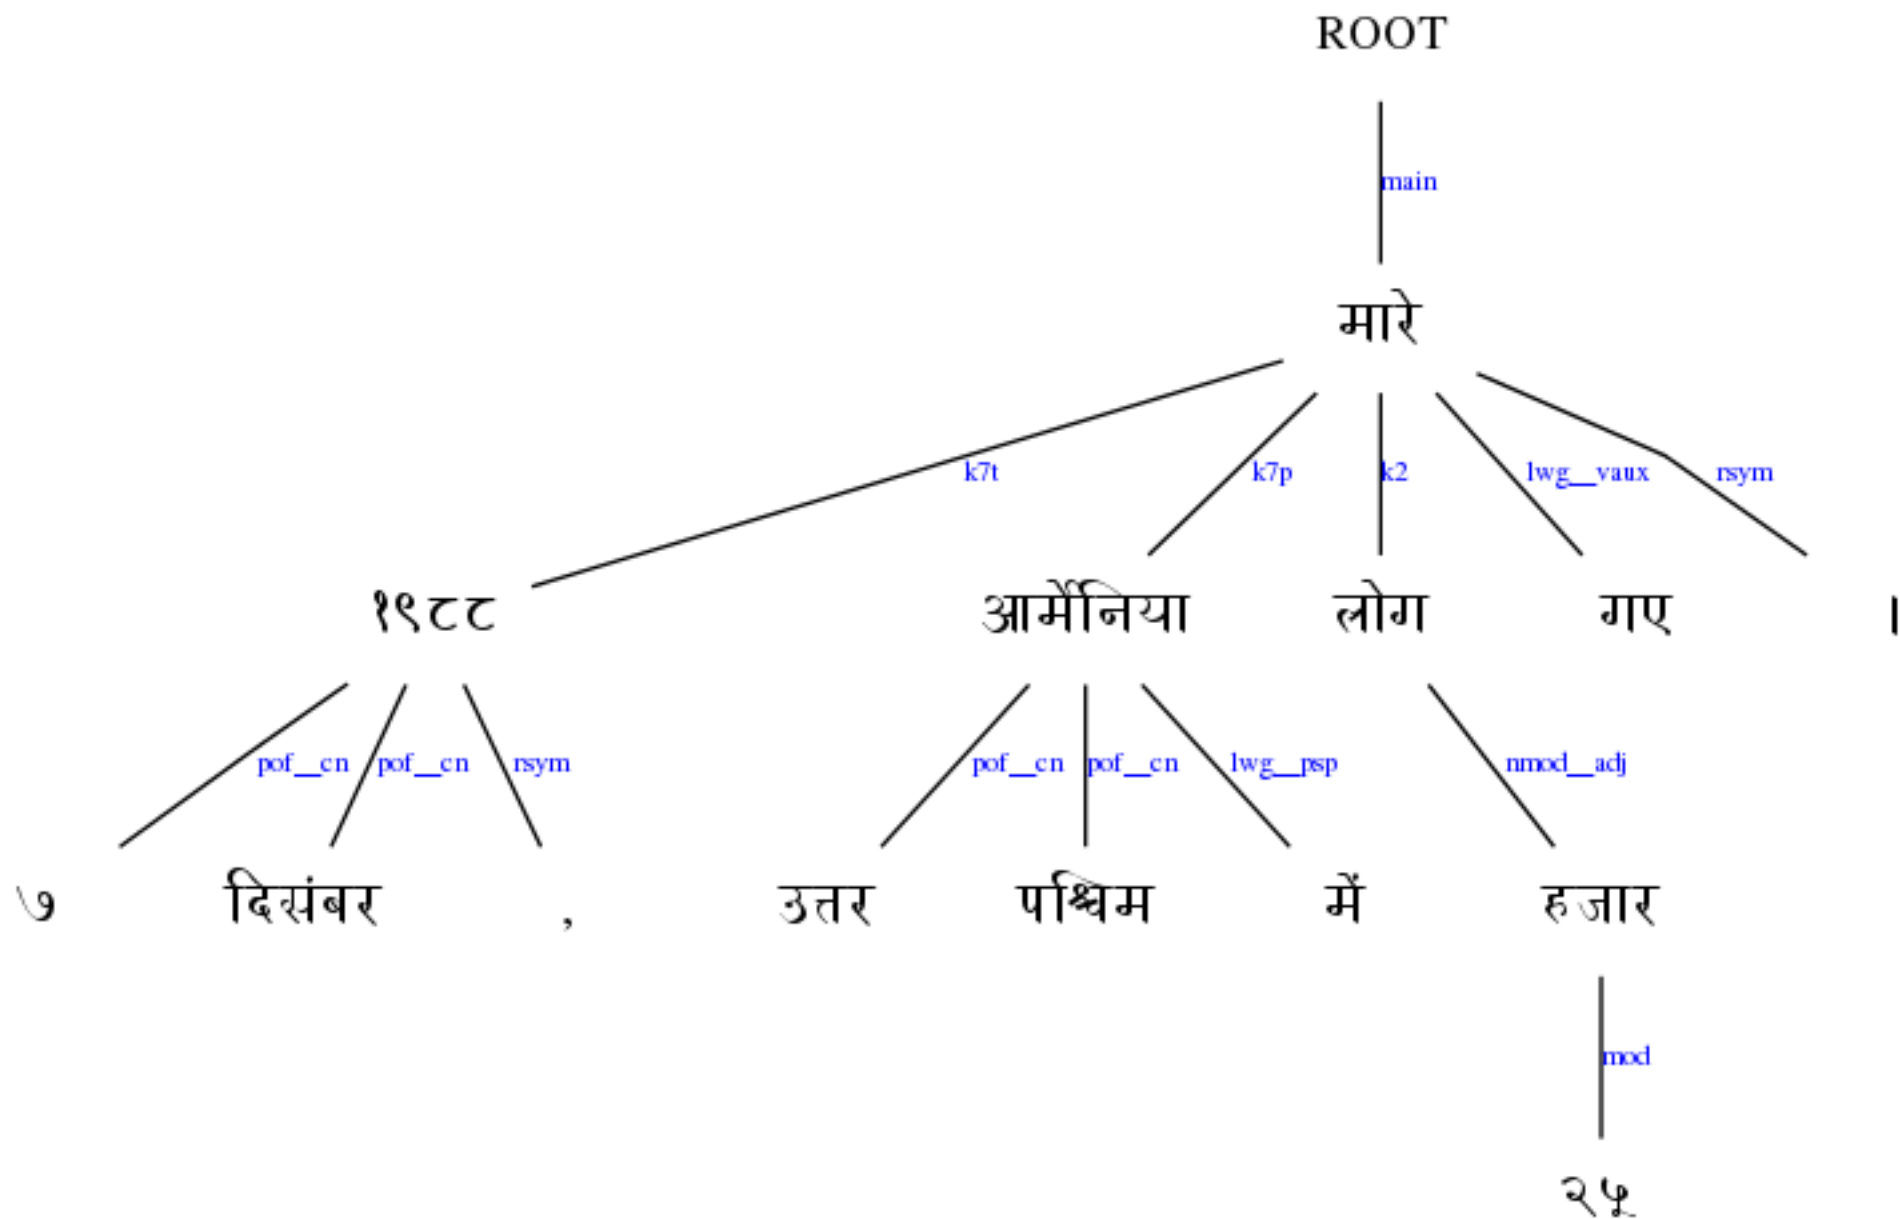 ROOT
main
मारे
k7t k7p k2 lwg__vaux rsym
१९८८ आर्मेनिया लोग गए ।
pof__cn pof__cn rsym pof__cn pof__cn lwg__psp nmod__adj
७ दिसंबर , उत्तर पश्चिम में हजार
mod
२५